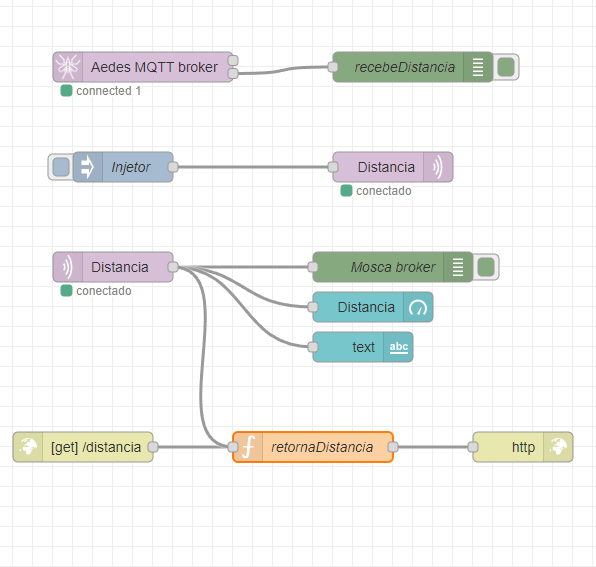 Aedes MQTT broker
recebeDistancia
connected 1
Injetor
Distancia
conectado
Distancia
Mosca broker
conectado
Distancia
text
abc
[get] /distancia
f
retornaDistancia
http